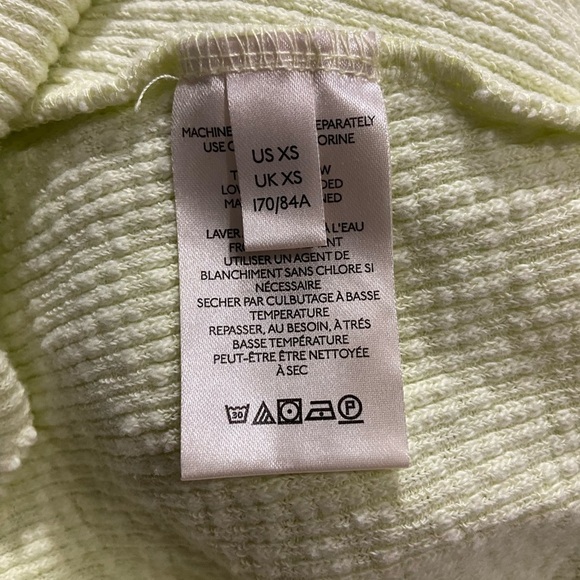 US XS
UK XS
170/84A
MACHINE EPARATELY
USE ORINE
LAVER À L'EAU
UTILISER UN AGENT DE
BLANCHIMENT SANS CHLORE SI
NÉCESSAIRE
SECHER PAR CULBUTAGE À BASSE
TEMPERATURE
REPASSER, AU BESOIN, À TRÉS
BASSE TEMPÉRATURE
PEUT-ÊTRE ÊTRE NETTOYÉE
À SEC
30 P